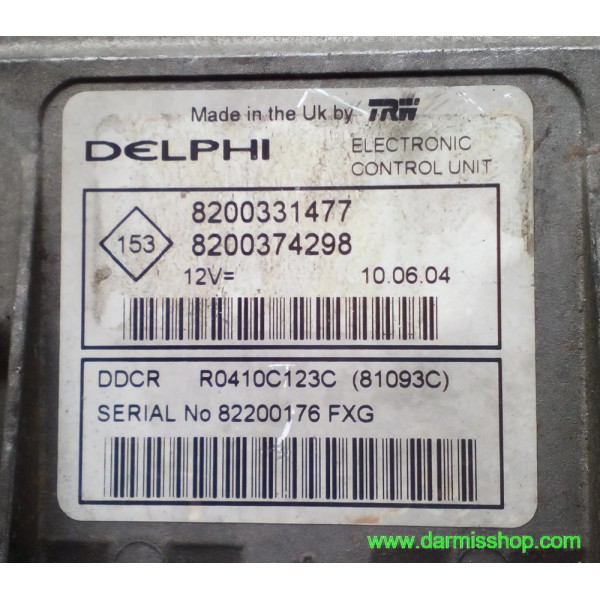 Made in the Uk by TRW
DELPHI
ELECTRONIC
CONTROL UNIT
153
8200331477
8200374298
12V=
10.06.04
DDCR R0410C123C (81093C)
SERIAL No 82200176 FXG
www.darmisshop.com